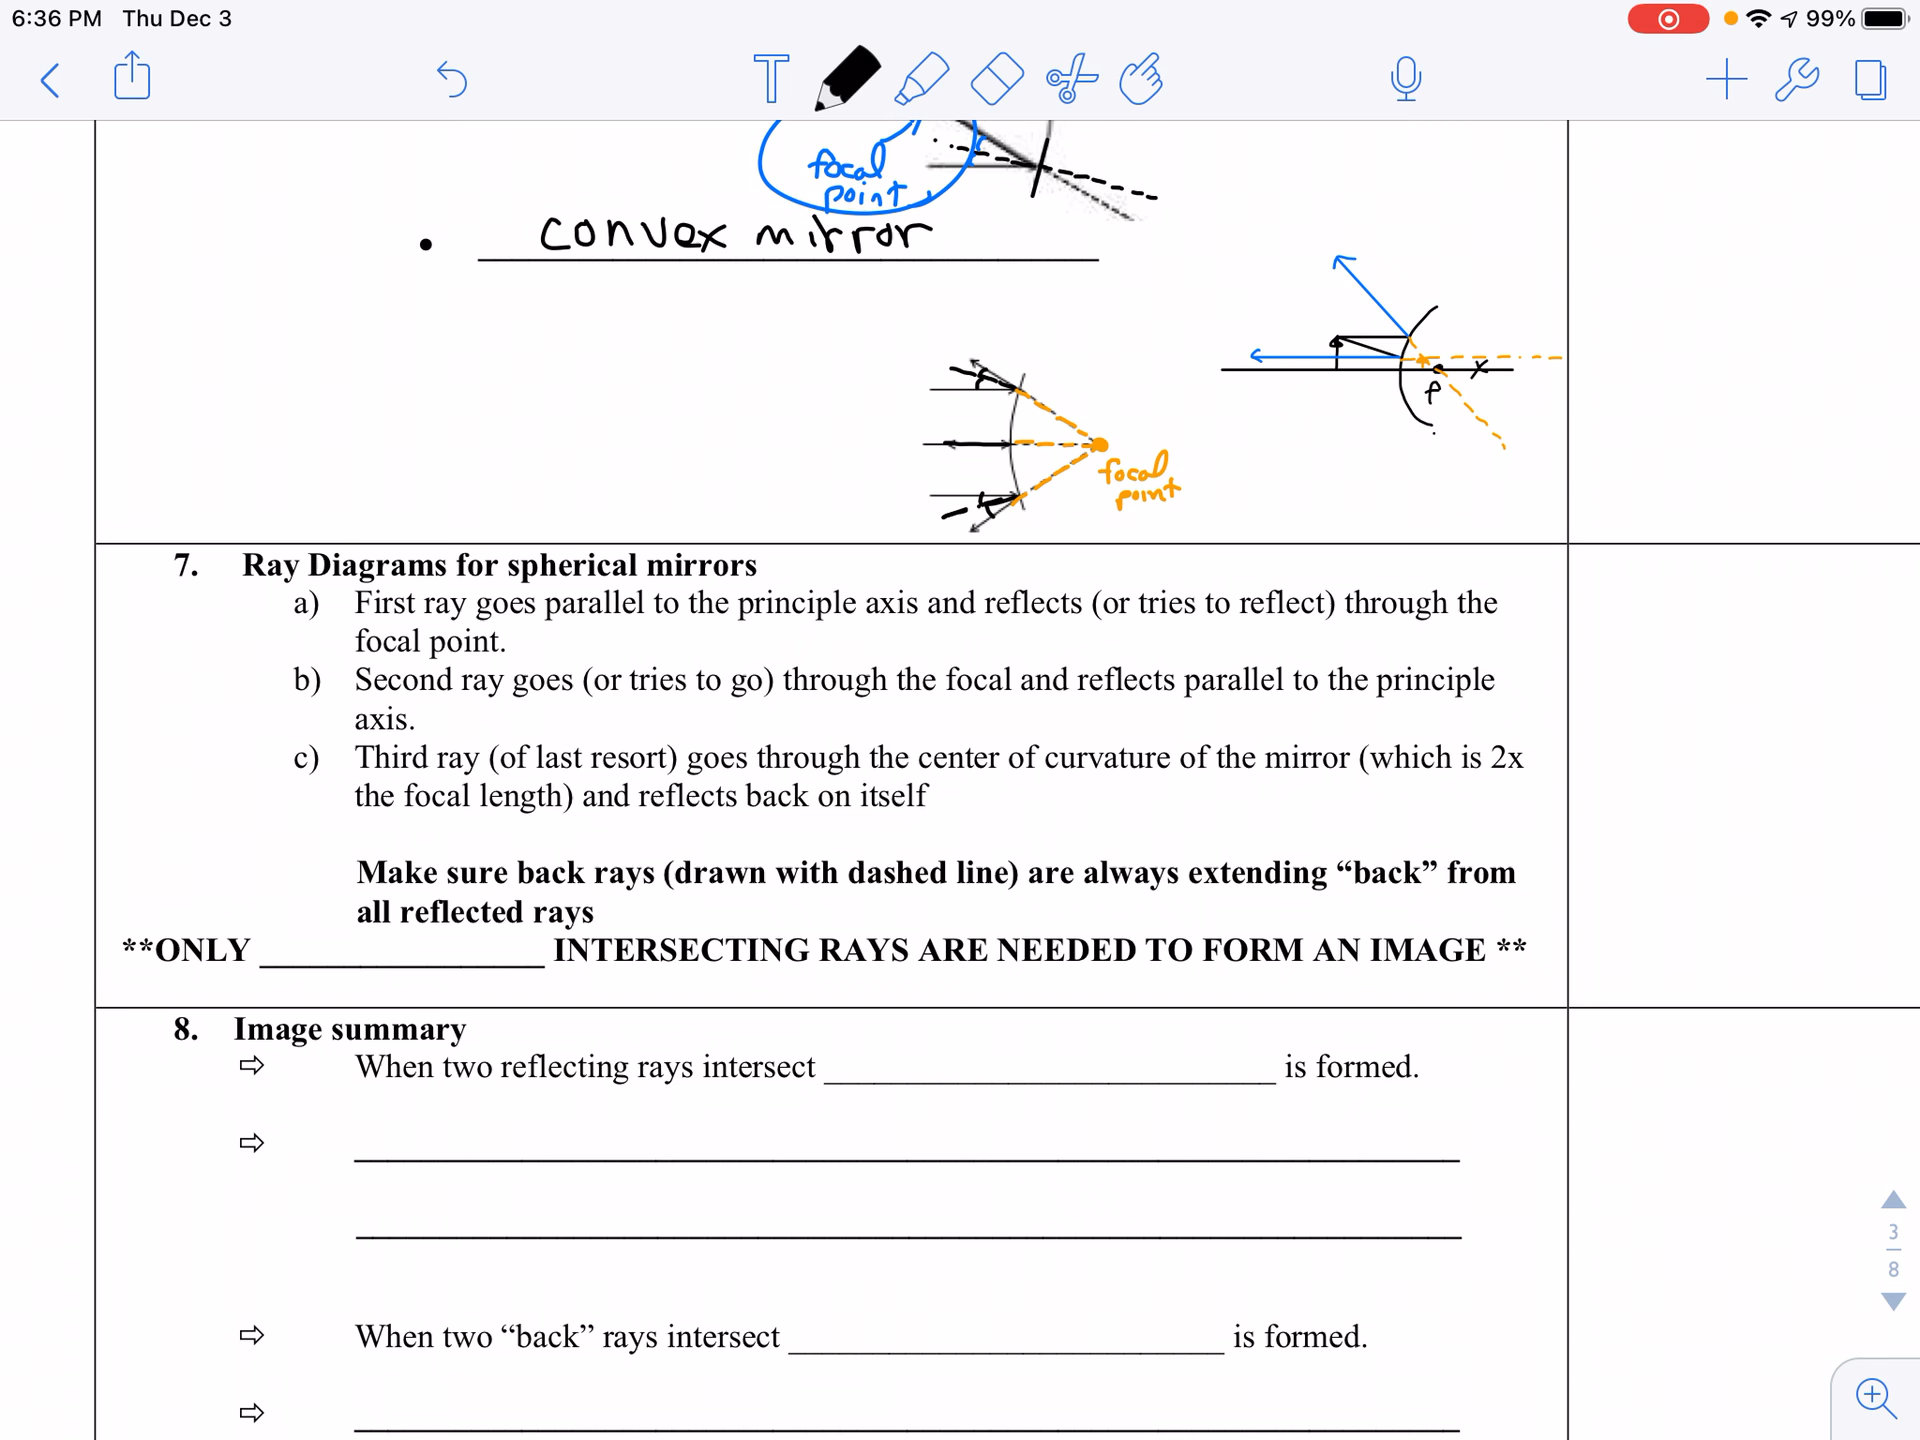 6:36 PM Thu Dec 3
99%
T
focal
point
• convex mirror
f
x
focal
point
7. Ray Diagrams for spherical mirrors
a) First ray goes parallel to the principle axis and reflects (or tries to reflect) through the
focal point.
b) Second ray goes (or tries to go) through the focal and reflects parallel to the principle
axis.
c) Third ray (of last resort) goes through the center of curvature of the mirror (which is 2x
the focal length) and reflects back on itself
Make sure back rays (drawn with dashed line) are always extending “back” from
all reflected rays
**ONLY _________________ INTERSECTING RAYS ARE NEEDED TO FORM AN IMAGE **
8. Image summary
⇨ When two reflecting rays intersect ___________________________ is formed.
⇨
⇨ When two “back” rays intersect __________________________ is formed.
⇨
3
8